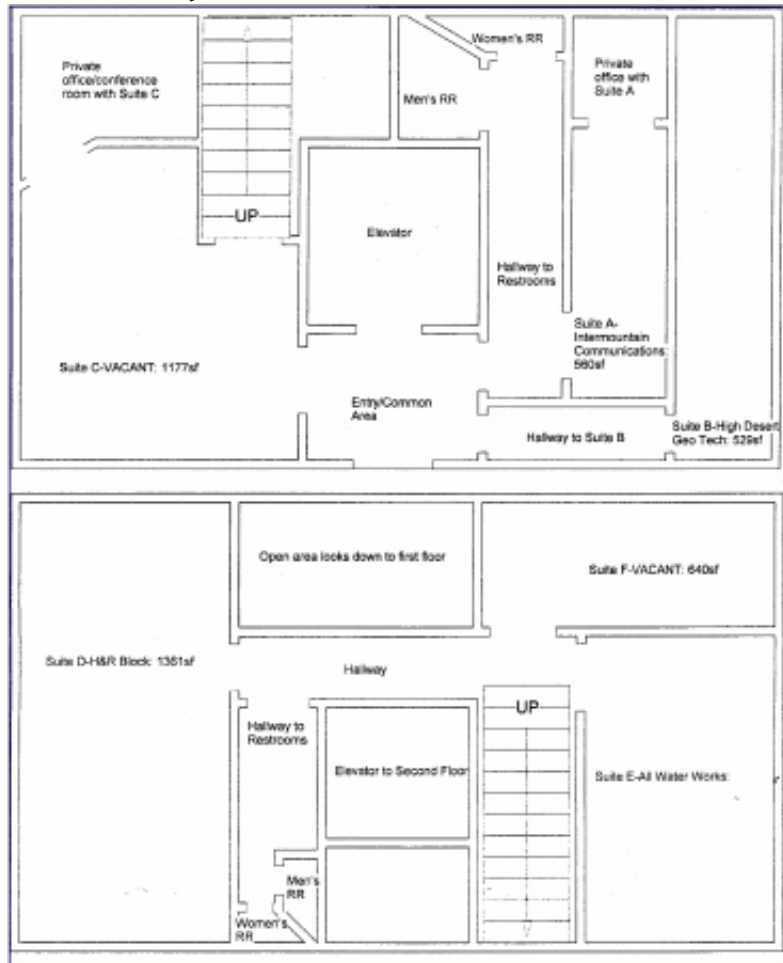 Women's RR
Private
office/conference
room with Suite C
Private
office with
Suite A
Men's RR
UP
Elevator
Hallway to
Restrooms
Suite A-
Intermountain
Communications:
560sf
Suite C-VACANT: 1177sf
Entry/Common
Area
Hallway to Suite B
Suite B-High Desert
Geo Tech: 529sf
Open area looks down to first floor
Suite F-VACANT: 640sf
Suite D-H&R Block: 1351sf
Hallway
UP
Hallway to
Restrooms
Elevator to Second Floor
Suite E-All Water Works:
Men's
RR
Women's
RR